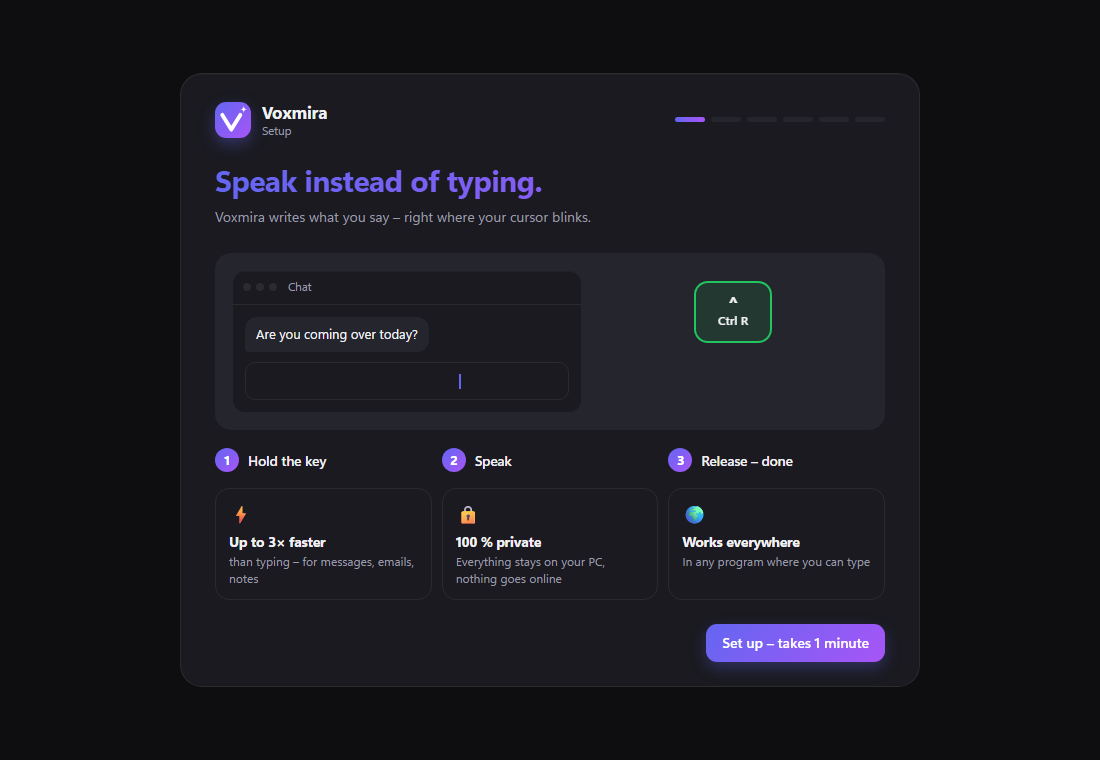 Voxmira
Setup
Speak instead of typing.
Voxmira writes what you say – right where your cursor blinks.
Chat
Are you coming over today?
^
Ctrl R
1 Hold the key
2 Speak
3 Release – done
Up to 3× faster
than typing – for messages, emails,
notes
100 % private
Everything stays on your PC,
nothing goes online
Works everywhere
In any program where you can type
Set up – takes 1 minute